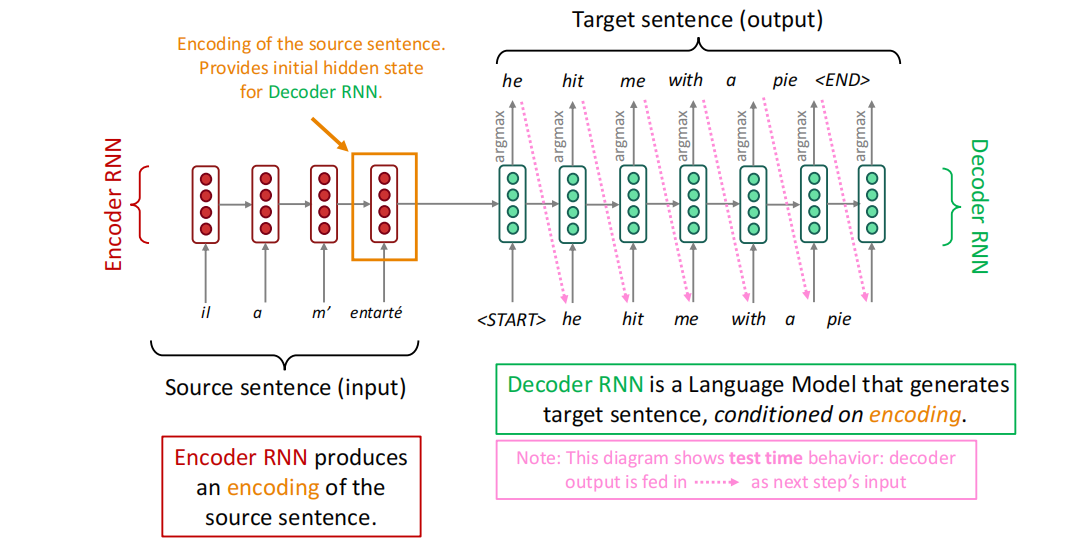 Target sentence (output)
Encoding of the source sentence.
Provides initial hidden state
for Decoder RNN.
he hit me with a pie <END>
argmax argmax argmax argmax argmax argmax argmax
Encoder RNN
Decoder RNN
il a m’ entarté
<START> he hit me with a pie
Source sentence (input)
Decoder RNN is a Language Model that generates
target sentence, conditioned on encoding.
Encoder RNN produces
an encoding of the
source sentence.
Note: This diagram shows test time behavior: decoder
output is fed in as next step’s input